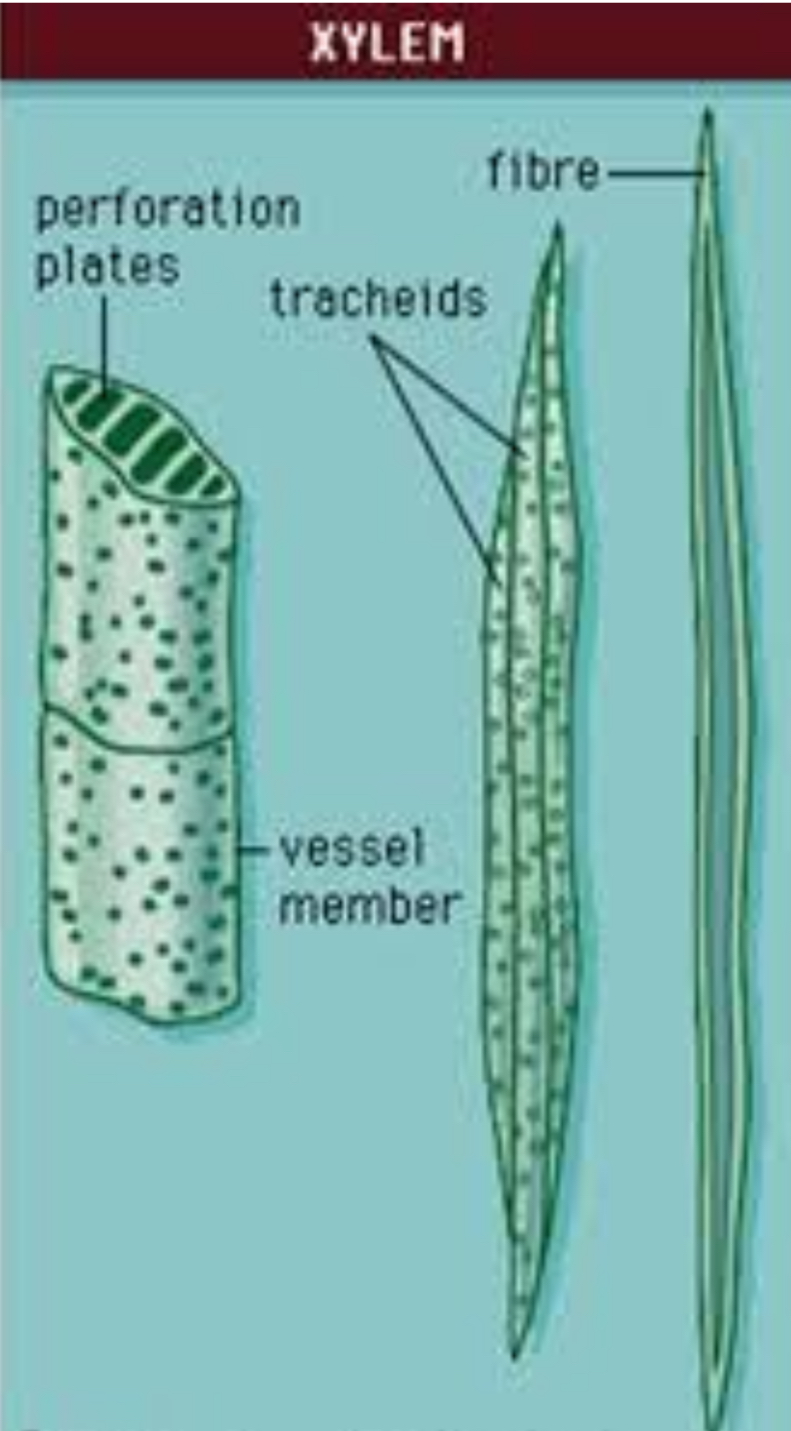 XYLEM
fibre
perforation
plates
tracheids
vessel
member